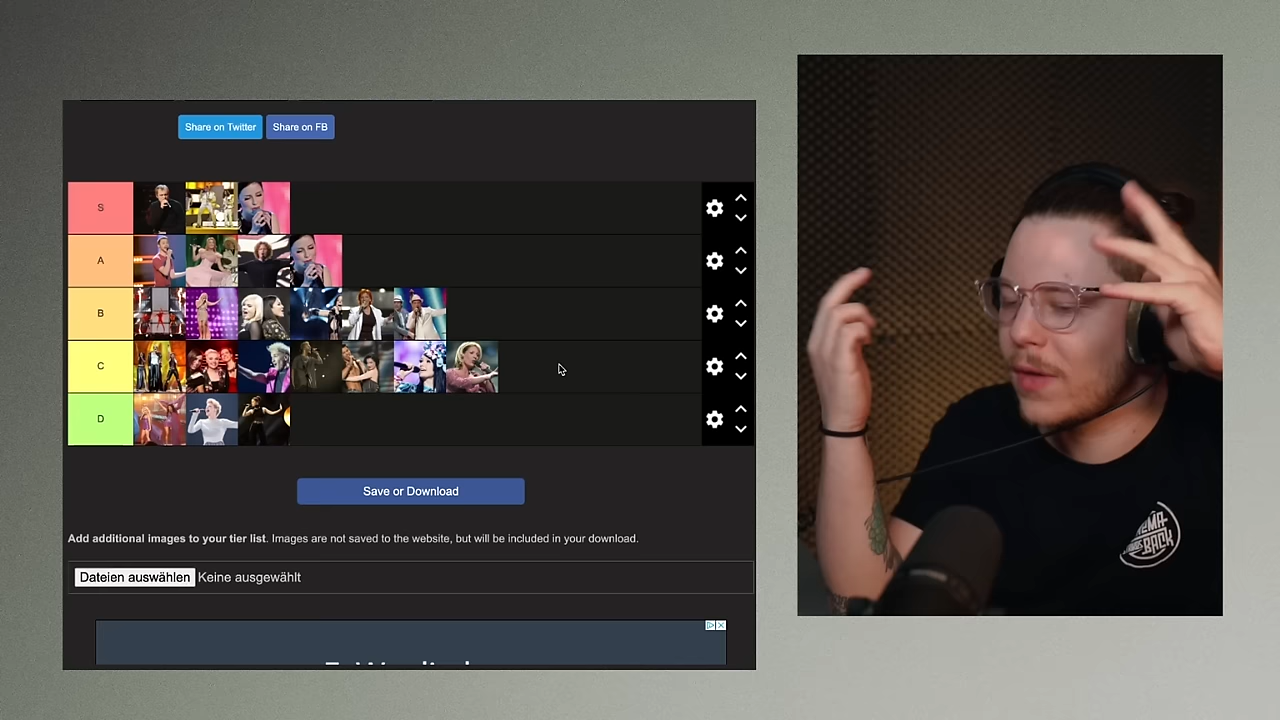 Share on Twitter Share on FB
S
A
B
C
D
Save or Download
Add additional images to your tier list. Images are not saved to the website, but will be included in your download.
Dateien auswählen Keine ausgewählt
BACK